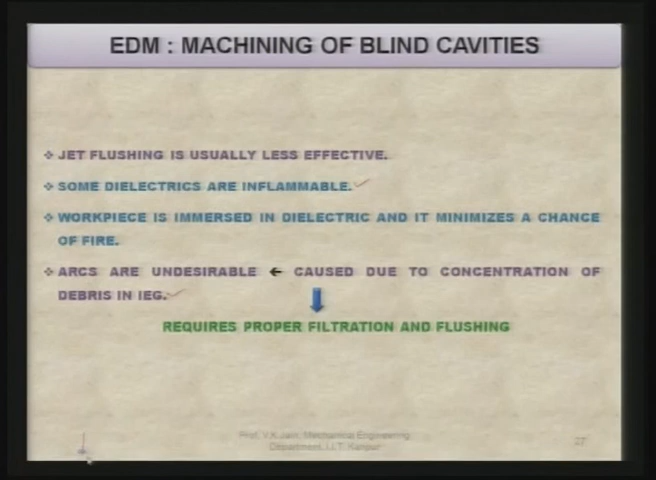 EDM : MACHINING OF BLIND CAVITIES
❖ JET FLUSHING IS USUALLY LESS EFFECTIVE.
❖ SOME DIELECTRICS ARE INFLAMMABLE.
❖ WORKPIECE IS IMMERSED IN DIELECTRIC AND IT MINIMIZES A CHANCE
OF FIRE.
❖ ARCS ARE UNDESIRABLE ← CAUSED DUE TO CONCENTRATION OF
DEBRIS IN IEG.
REQUIRES PROPER FILTRATION AND FLUSHING
Prof. V.K.Jain, Mechanical Engineering
Department, I.I.T. Kanpur
27